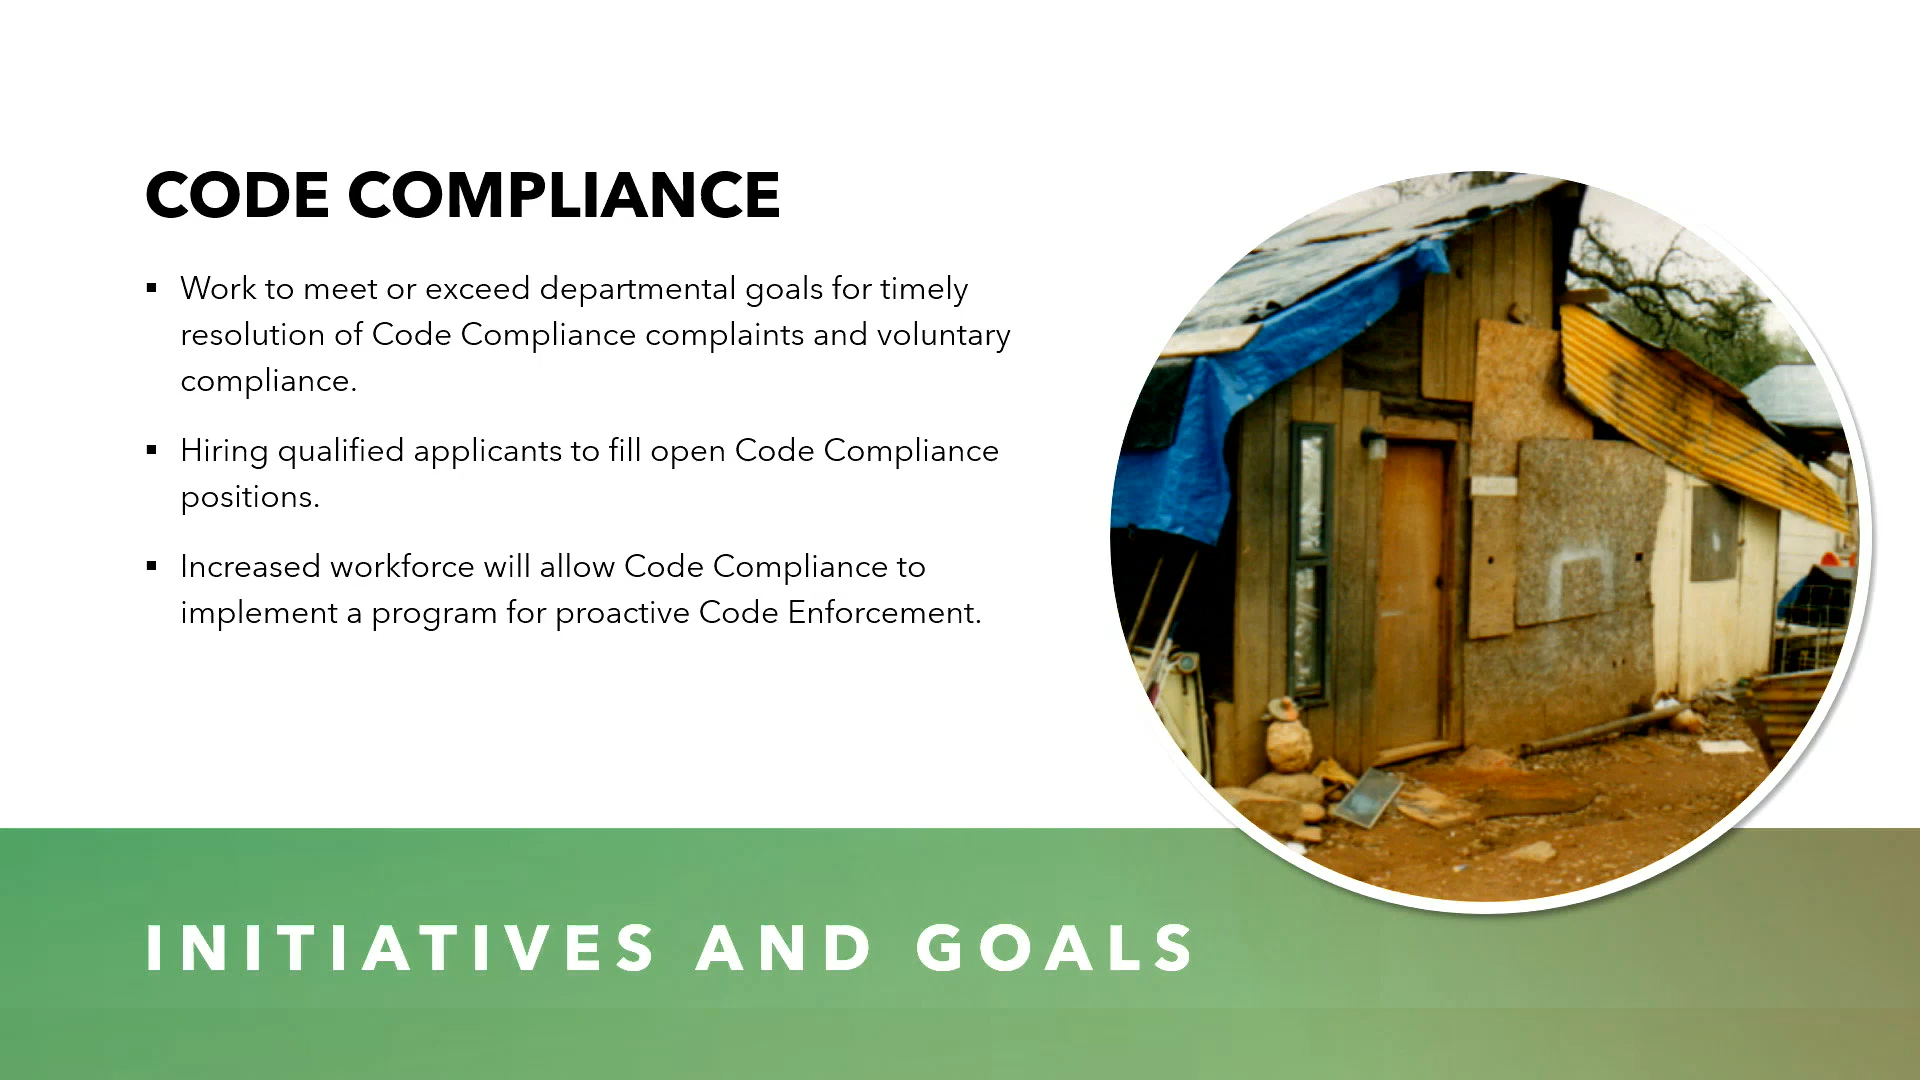 CODE COMPLIANCE
▪ Work to meet or exceed departmental goals for timely
resolution of Code Compliance complaints and voluntary
compliance.
▪ Hiring qualified applicants to fill open Code Compliance
positions.
▪ Increased workforce will allow Code Compliance to
implement a program for proactive Code Enforcement.
INITIATIVES AND GOALS